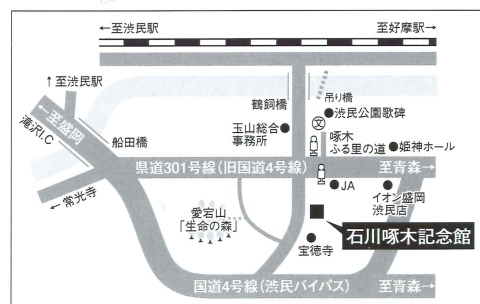 ←至渋民駅
至好摩駅→
↑至渋民駅
鶴飼橋
吊り橋
渋民公園歌碑
文
←至盛岡
滝沢I.C
船田橋
玉山総合
事務所
啄木
ふる里の道
姫神ホール
県道301号線(旧国道4号線)
至青森→
←常光寺
愛宕山
「生命の森」
JA
イオン盛岡
渋民店
石川啄木記念館
宝徳寺
国道4号線(渋民バイパス)
至青森→